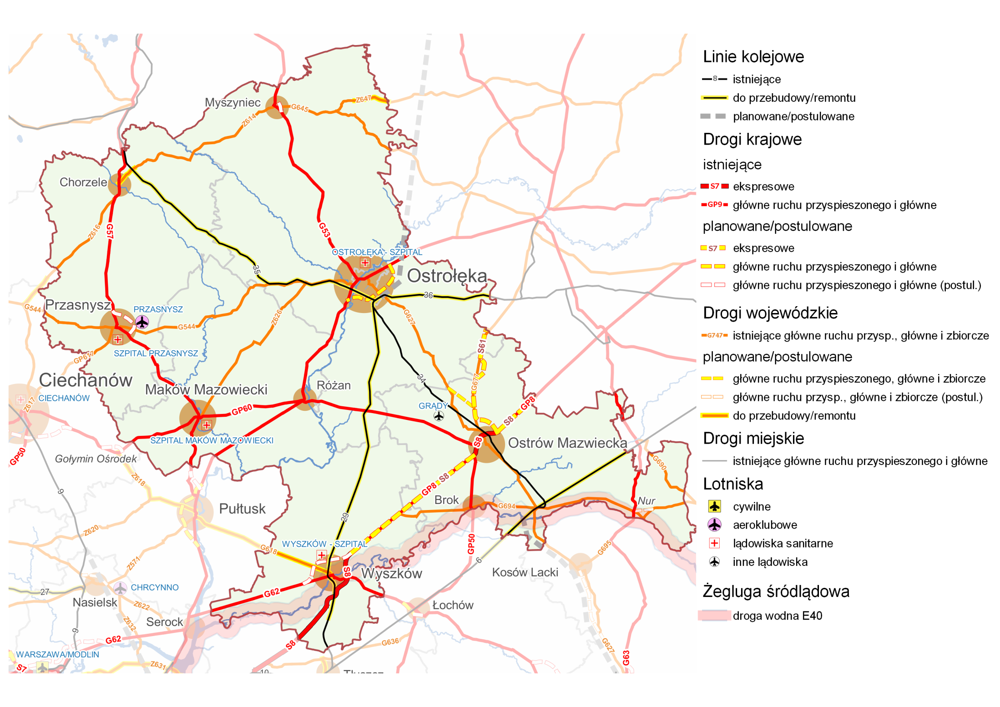 Myszyniec
Z614
G645
Z647
Chorzele
Z616
G57
G53
OSTROŁĘKA - SZPITAL
35
Ostrołęka
36
Przasnysz
PRZASNYSZ
G544
G544
Z626
G627
S61
SZPITAL PRZASNYSZ
GP617
Ciechanów
CIECHANÓW
Z617
Maków Mazowiecki
Różan
34
G677
GP60
GRĄDY
GP8
S8
SZPITAL MAKÓW MAZOWIECKI
S8
Ostrów Mazwiecka
GP50
Gołymin Ośrodek
G690
Z618
S8
GP8
9
Pułtusk
Brok
G694
Nur
29
Z620
WYSZKÓW - SZPITAL
G618
GP50
G695
Z571
S8
Wyszków
6
Kosów Lacki
CHRCYNNO
27
G62
Nasielsk
Z622
Łochów
Serock
Z632
9
G62
S8
G636
G627
WARSZAWA/MODLIN
S7
Z631
G63
10
Tłuszcz
Linie kolejowe
8 istniejące
do przebudowy/remontu
planowane/postulowane
Drogi krajowe
istniejące
S7 ekspresowe
GP9 główne ruchu przyspieszonego i główne
planowane/postulowane
S7 ekspresowe
główne ruchu przyspieszonego i główne
główne ruchu przyspieszonego i główne (postul.)
Drogi wojewódzkie
G747 istniejące główne ruchu przysp., główne i zbiorcze
planowane/postulowane
główne ruchu przyspieszonego, główne i zbiorcze
główne ruchu przysp., główne i zbiorcze (postul.)
do przebudowy/remontu
Drogi miejskie
istniejące główne ruchu przyspieszonego i główne
Lotniska
cywilne
aeroklubowe
lądowiska sanitarne
inne lądowiska
Żegluga śródlądowa
droga wodna E40